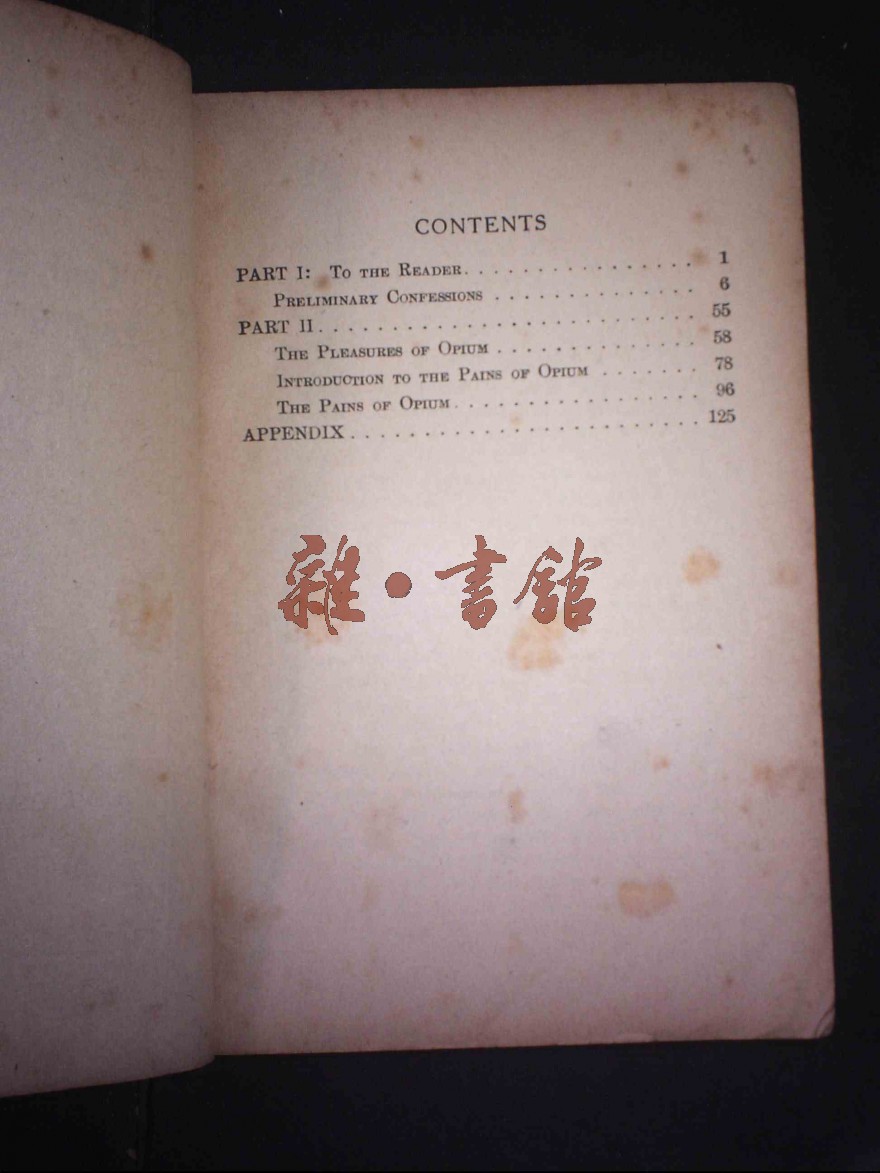 CONTENTS
PART I: TO THE READER. . . . . . . . . . . . . . . . 1
PRELIMINARY CONFESSIONS . . . . . . . . . . . . . . 6
PART II. . . . . . . . . . . . . . . . . . . . . . . . . . 55
THE PLEASURES OF OPIUM . . . . . . . . . . . . . . 58
INTRODUCTION TO THE PAINS OF OPIUM . . . . . . . 78
THE PAINS OF OPIUM. . . . . . . . . . . . . . . . . 96
APPENDIX . . . . . . . . . . . . . . . . . . . . . . . . 125
雜•書館